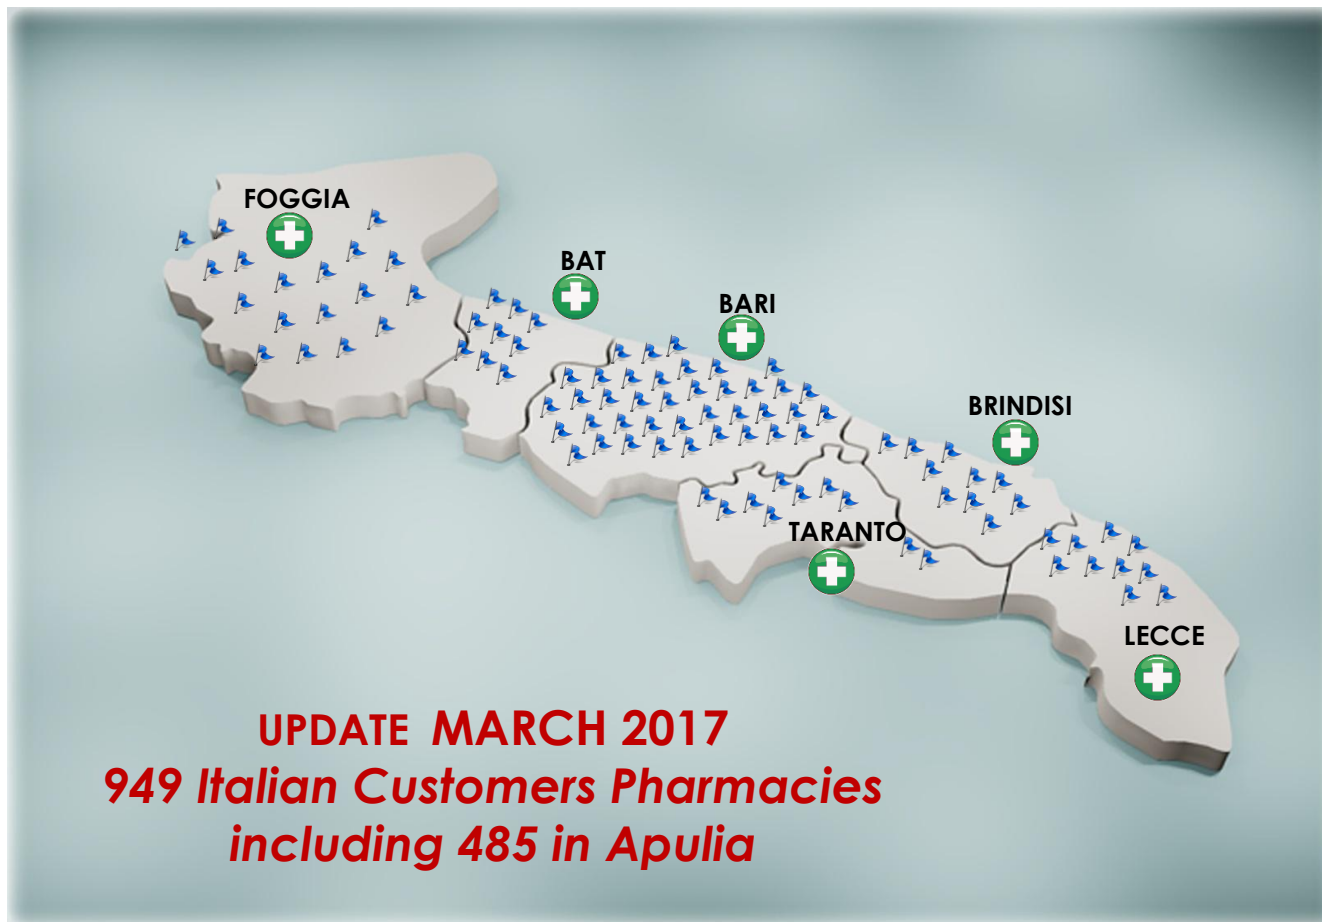 FOGGIA
BAT
BARI
BRINDISI
TARANTO
LECCE
UPDATE MARCH 2017
949 Italian Customers Pharmacies
including 485 in Apulia